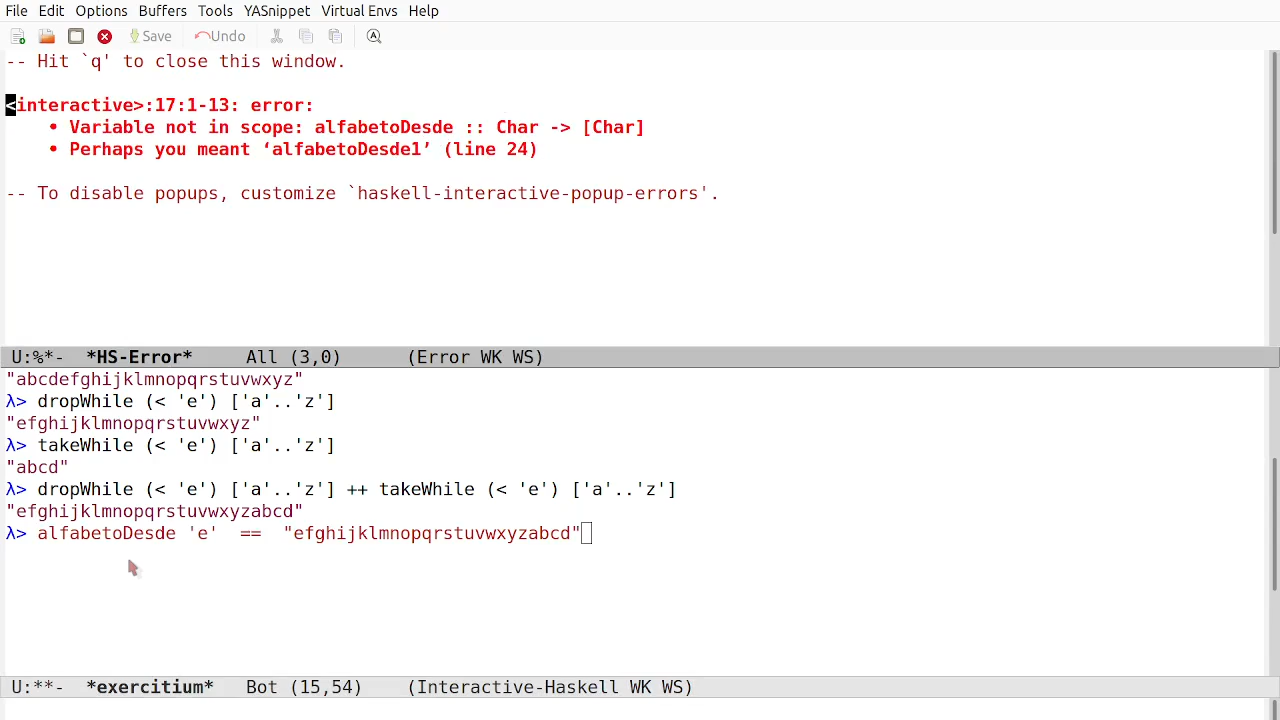 File Edit Options Buffers Tools YASnippet Virtual Envs Help
Save Undo
-- Hit `q' to close this window.
<interactive>:17:1-13: error:
• Variable not in scope: alfabetoDesde :: Char -> [Char]
• Perhaps you meant ‘alfabetoDesde1’ (line 24)
-- To disable popups, customize `haskell-interactive-popup-errors'.
U:%*-  *HS-Error*     All (3,0)      (Error WK WS)
"abcdefghijklmnopqrstuvwxyz"
λ> dropWhile (< 'e') ['a'..'z']
"efghijklmnopqrstuvwxyz"
λ> takeWhile (< 'e') ['a'..'z']
"abcd"
λ> dropWhile (< 'e') ['a'..'z'] ++ takeWhile (< 'e') ['a'..'z']
"efghijklmnopqrstuvwxyzabcd"
λ> alfabetoDesde 'e'  ==  "efghijklmnopqrstuvwxyzabcd"
U:**-  *exercitium*   Bot (15,54)    (Interactive-Haskell WK WS)